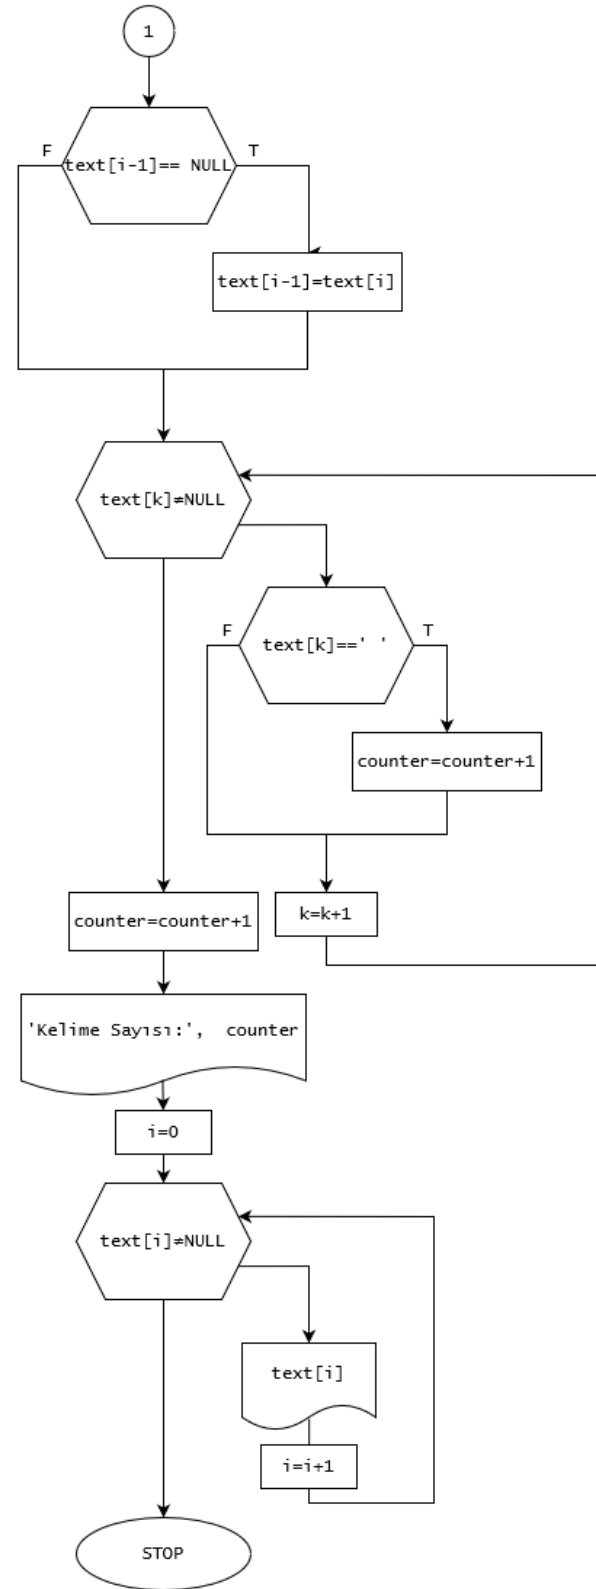 1
F
text[i-1]== NULL
T
text[i-1]=text[i]
text[k]≠NULL
F
text[k]==' '
T
counter=counter+1
counter=counter+1
k=k+1
'Kelime Sayısı:', counter
i=0
text[i]≠NULL
text[i]
i=i+1
STOP